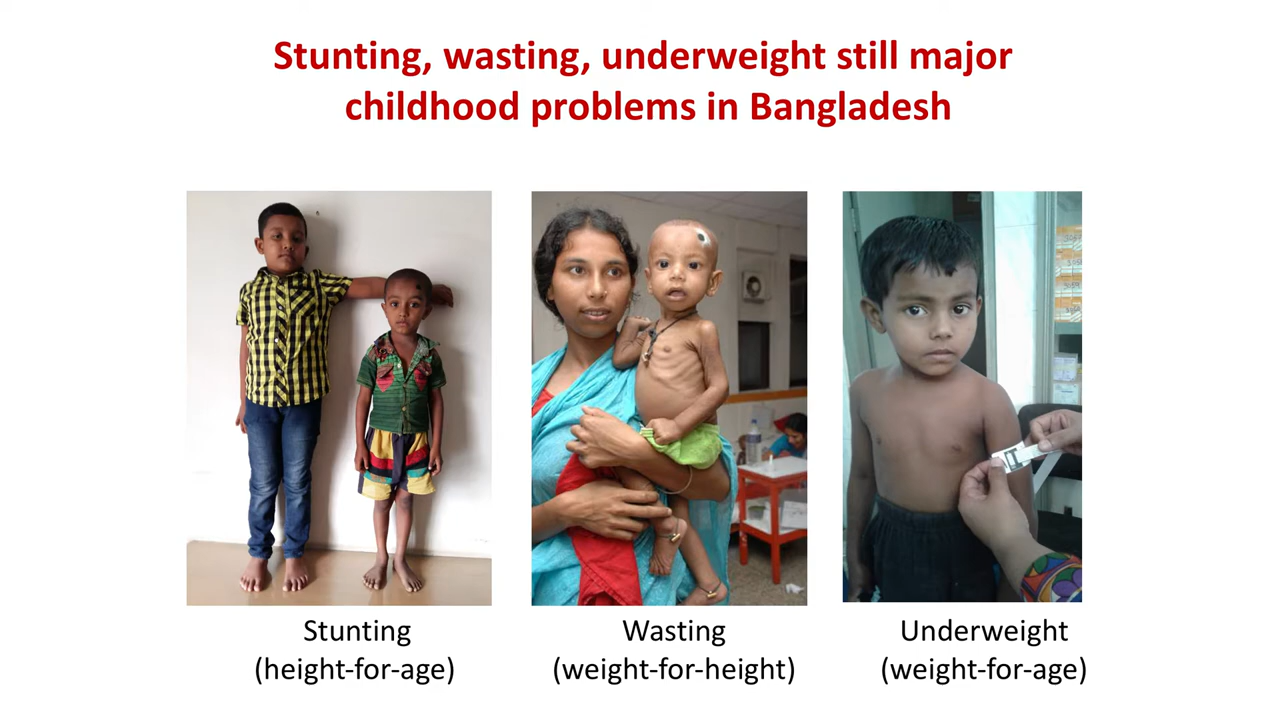 Stunting, wasting, underweight still major
childhood problems in Bangladesh
Stunting
(height-for-age)
Wasting
(weight-for-height)
Underweight
(weight-for-age)